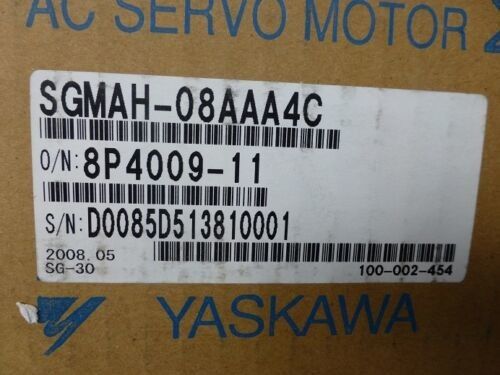 AC SERVO MOTOR
SGMAH-08AAA4C
O/N: 8P4009-11
S/N: D0085D513810001
2008.05
SG-30 100-002-454
YASKAWA